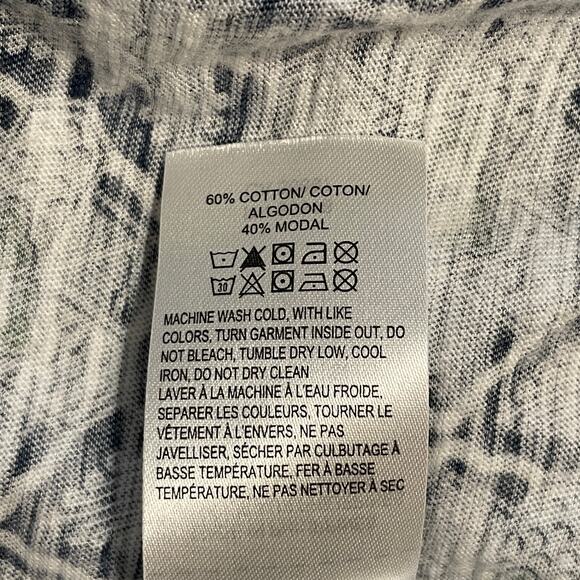 60% COTTON/ COTON/
ALGODON
40% MODAL
30
MACHINE WASH COLD, WITH LIKE
COLORS, TURN GARMENT INSIDE OUT, DO
NOT BLEACH, TUMBLE DRY LOW, COOL
IRON, DO NOT DRY CLEAN
LAVER À LA MACHINE À L'EAU FROIDE,
SEPARER LES COULEURS, TOURNER LE
VÊTEMENT À L'ENVERS, NE PAS
JAVELLISER, SÉCHER PAR CULBUTAGE À
BASSE TEMPÉRATURE, FER À BASSE
TEMPÉRATURE, NE PAS NETTOYER À SEC